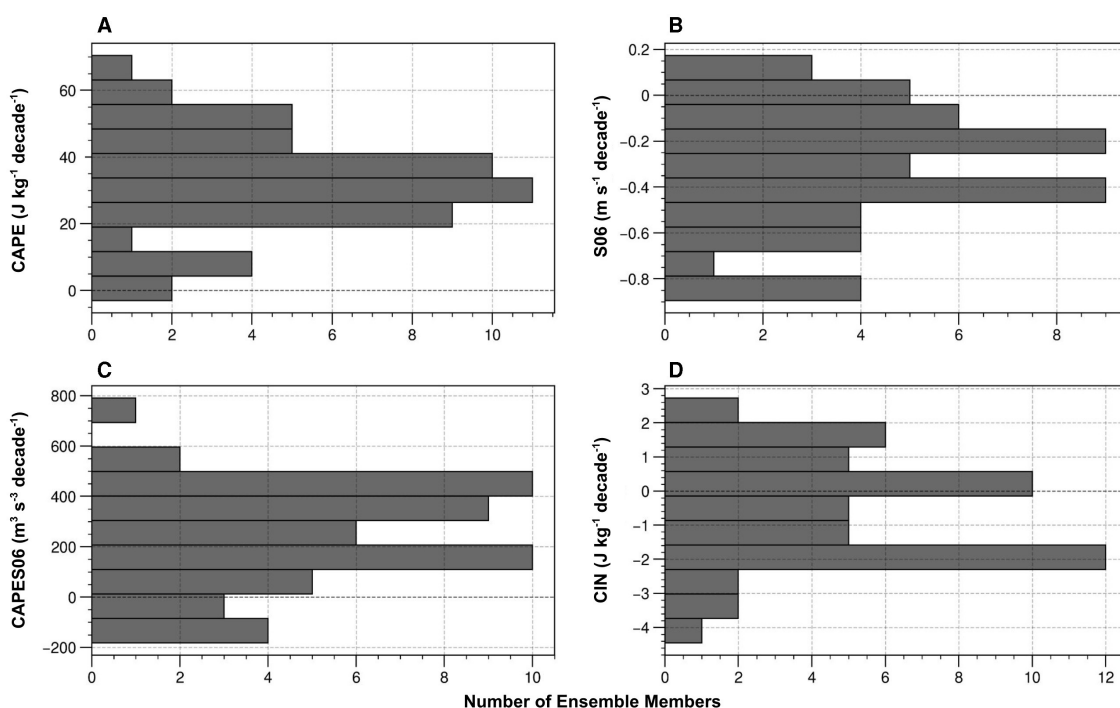 A
CAPE (J kg⁻¹ decade⁻¹)
60
40
20
0
0 2 4 6 8 10
B
S06 (m s⁻¹ decade⁻¹)
0.2
0
−0.2
−0.4
−0.6
−0.8
0 2 4 6 8
C
CAPES06 (m³ s⁻³ decade⁻¹)
800
600
400
200
0
−200
0 2 4 6 8 10
D
CIN (J kg⁻¹ decade⁻¹)
3
2
1
0
−1
−2
−3
−4
0 2 4 6 8 10 12
Number of Ensemble Members